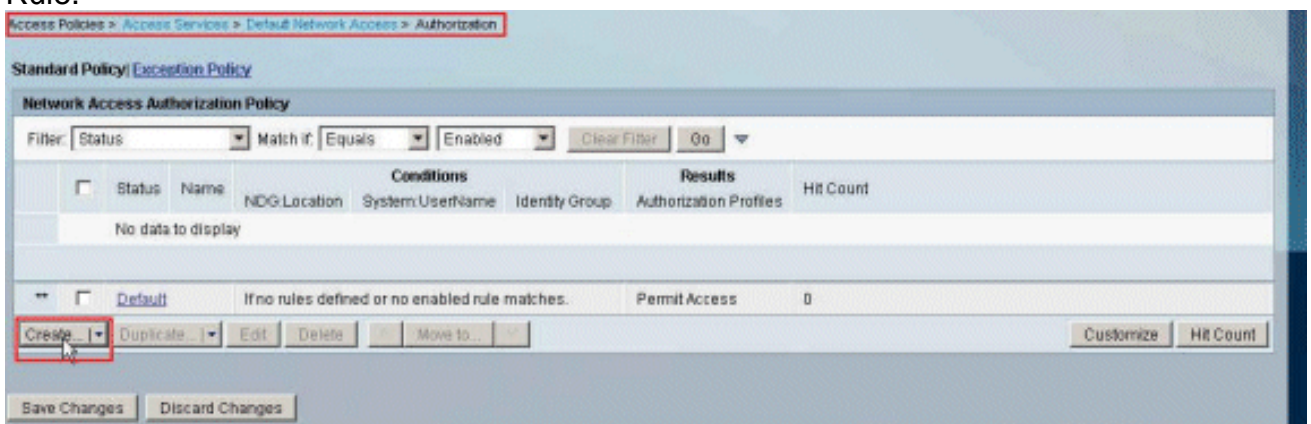 Rule.
Access Policies > Access Services > Default Network Access > Authorization
Standard Policy| Exception Policy
Network Access Authorization Policy
Filter: Status Match if: Equals Enabled Clear Filter Go
Status Name Conditions Results Hit Count
NDG:Location System:UserName Identity Group Authorization Profiles
No data to display
** Default If no rules defined or no enabled rule matches. Permit Access 0
Create... Duplicate... Edit Delete Move to... Customize Hit Count
Save Changes Discard Changes